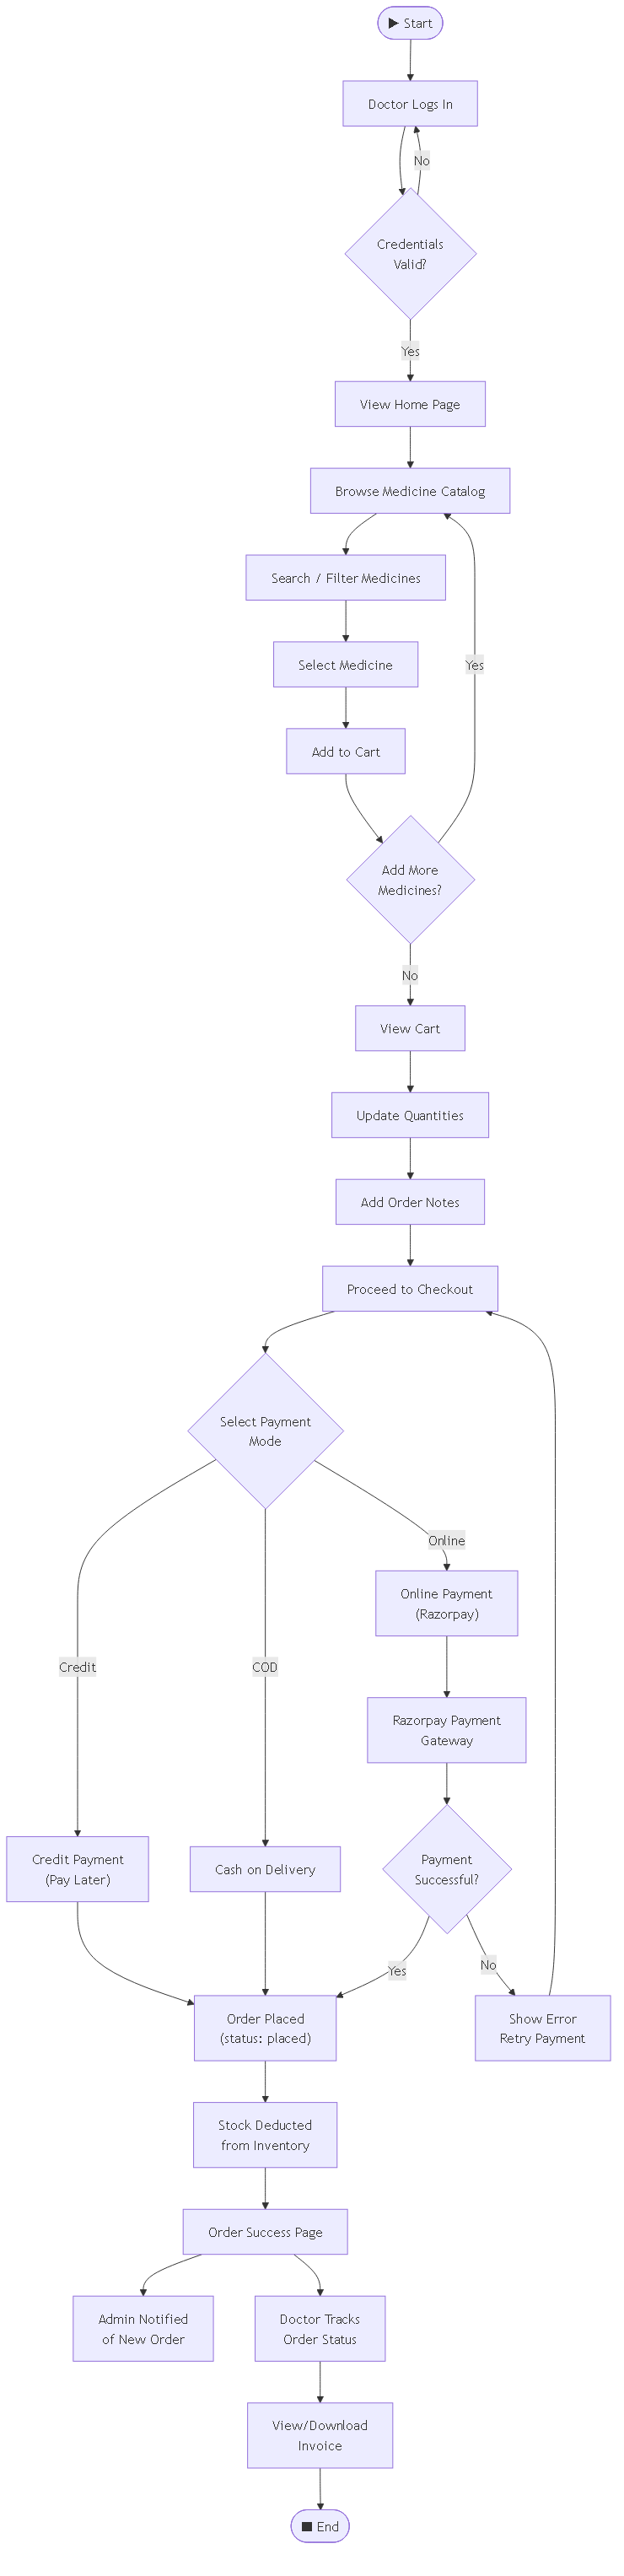 ▶ Start
Doctor Logs In
No
Credentials
Valid?
Yes
View Home Page
Browse Medicine Catalog
Search / Filter Medicines
Select Medicine
Yes
Add to Cart
Add More
Medicines?
No
View Cart
Update Quantities
Add Order Notes
Proceed to Checkout
Select Payment
Mode
Online
Online Payment
(Razorpay)
Credit
COD
Razorpay Payment
Gateway
Credit Payment
(Pay Later)
Cash on Delivery
Payment
Successful?
Yes
No
Order Placed
(status: placed)
Show Error
Retry Payment
Stock Deducted
from Inventory
Order Success Page
Admin Notified
of New Order
Doctor Tracks
Order Status
View/Download
Invoice
■ End